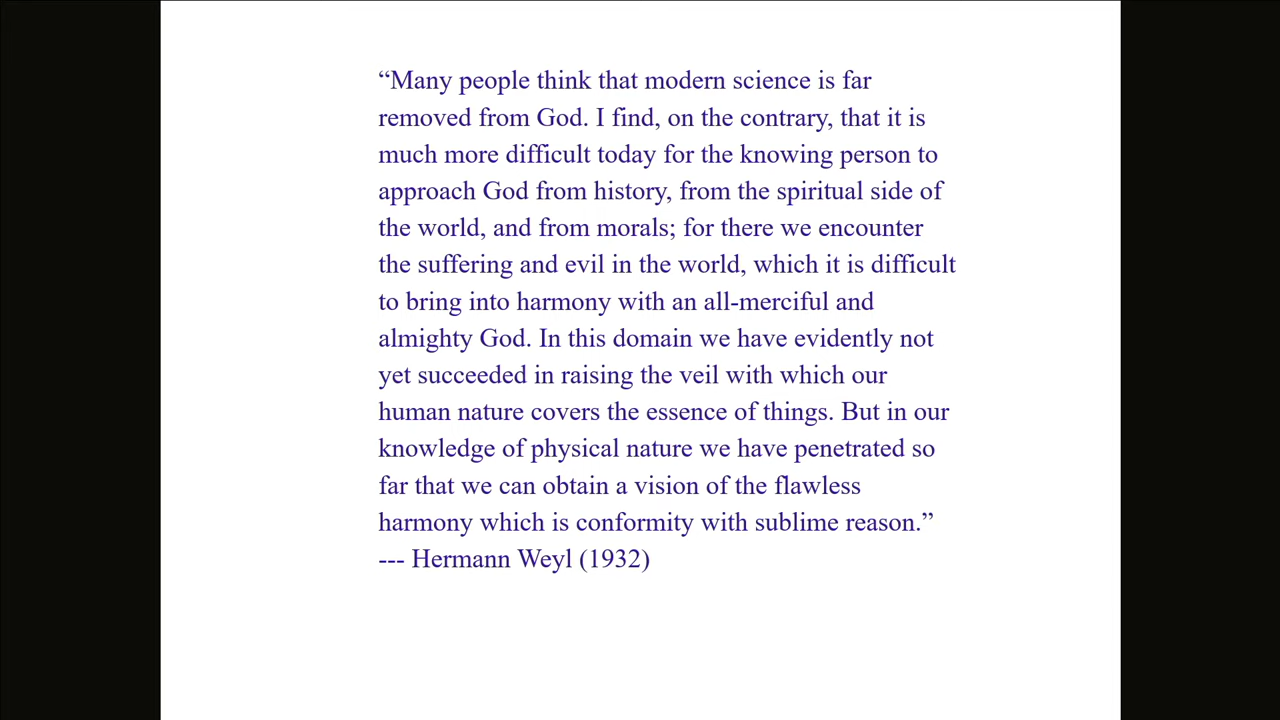 “Many people think that modern science is far
removed from God. I find, on the contrary, that it is
much more difficult today for the knowing person to
approach God from history, from the spiritual side of
the world, and from morals; for there we encounter
the suffering and evil in the world, which it is difficult
to bring into harmony with an all-merciful and
almighty God. In this domain we have evidently not
yet succeeded in raising the veil with which our
human nature covers the essence of things. But in our
knowledge of physical nature we have penetrated so
far that we can obtain a vision of the flawless
harmony which is conformity with sublime reason.”
--- Hermann Weyl (1932)